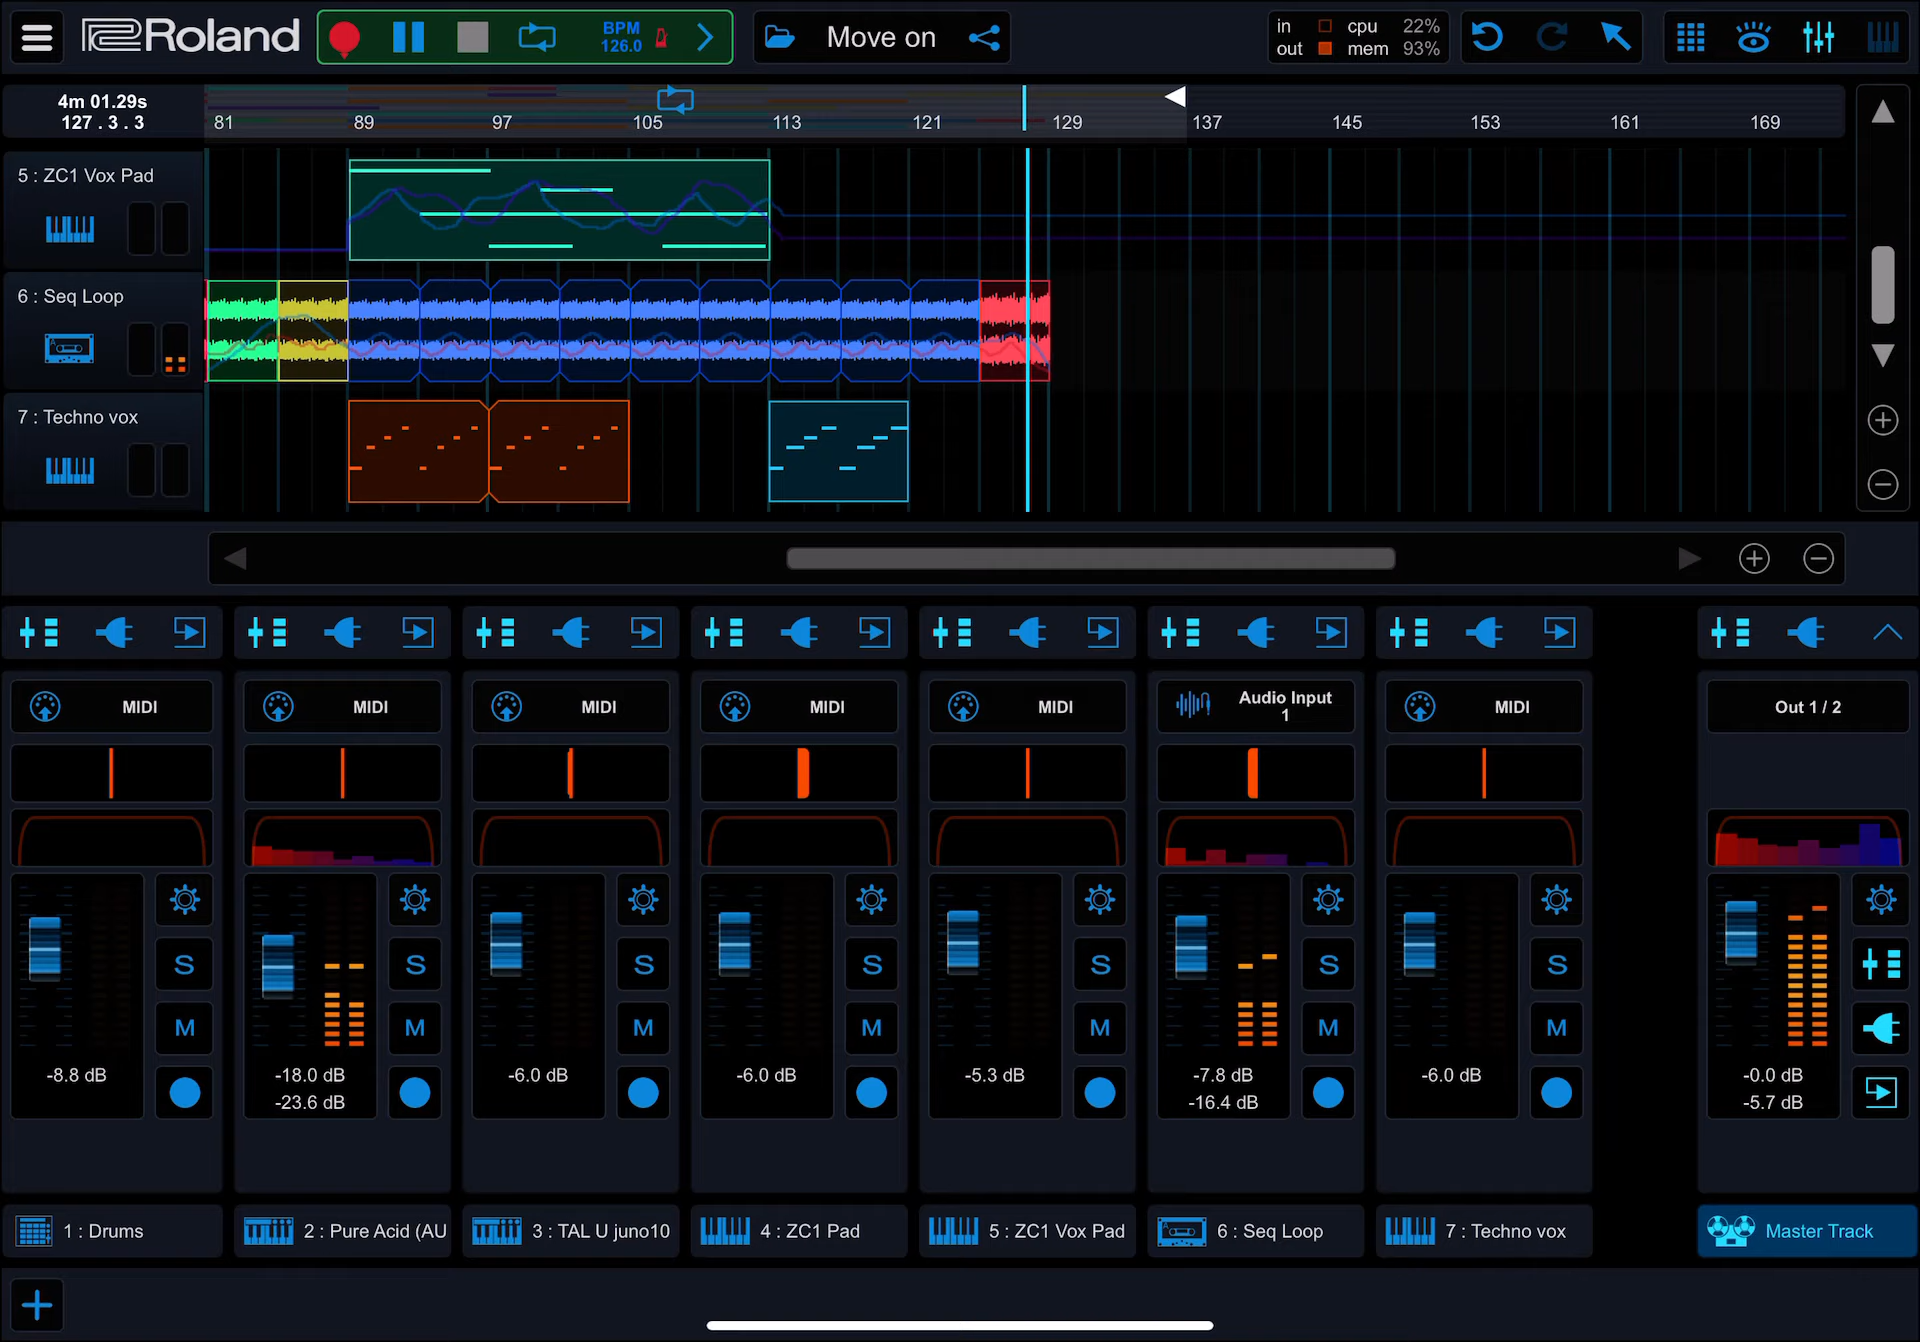 Roland
BPM
126.0
Move on
in cpu 22%
out mem 93%
4m 01.29s
127 . 3 . 3
81 89 97 105 113 121 129 137 145 153 161 169
5 : ZC1 Vox Pad
6 : Seq Loop
7 : Techno vox
MIDI MIDI MIDI MIDI MIDI Audio Input 1 MIDI Out 1 / 2
S S S S S S S
M M M M M M M
-8.8 dB -18.0 dB -6.0 dB -6.0 dB -5.3 dB -7.8 dB -6.0 dB -0.0 dB
-23.6 dB -16.4 dB -5.7 dB
1 : Drums 2 : Pure Acid (AU 3 : TAL U juno10 4 : ZC1 Pad 5 : ZC1 Vox Pad 6 : Seq Loop 7 : Techno vox Master Track